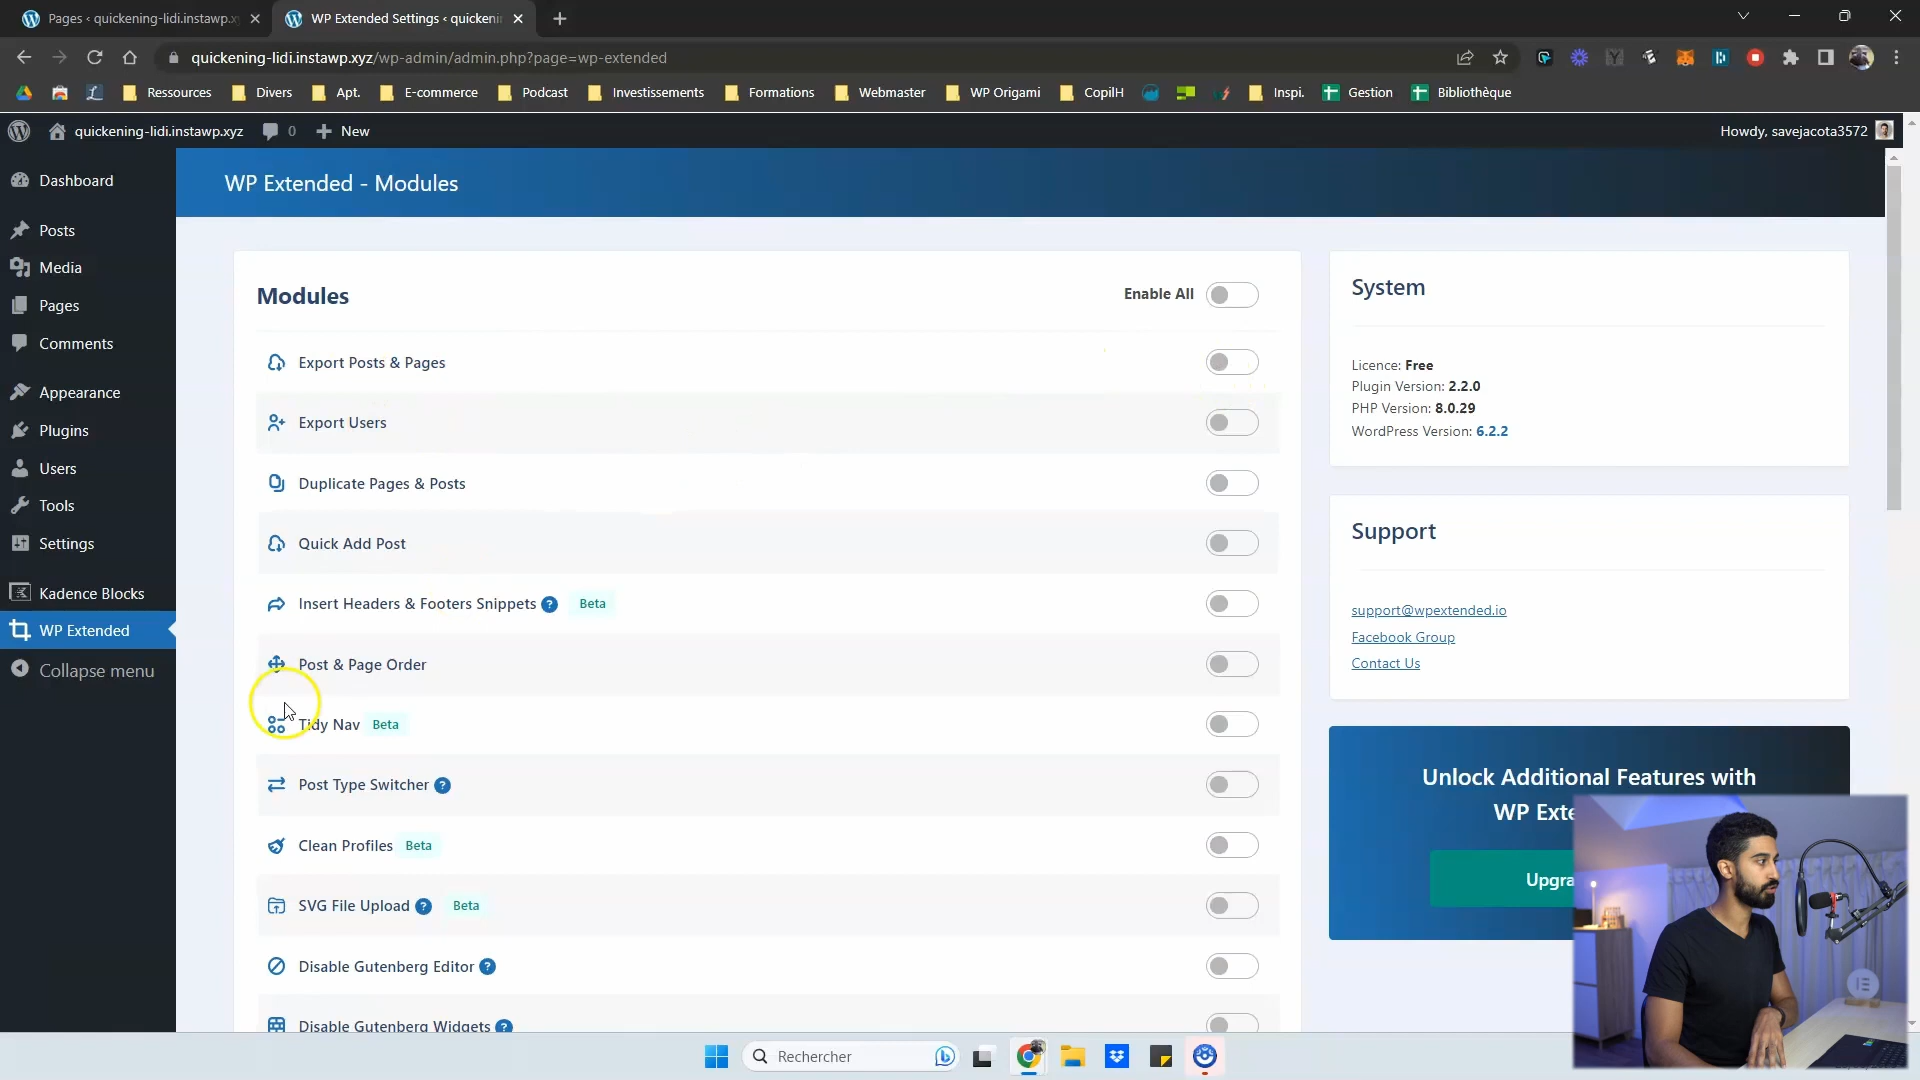 Pages ‹ quickening-lidi.instawp.xy
WP Extended Settings ‹ quickeni
quickening-lidi.instawp.xyz/wp-admin/admin.php?page=wp-extended
Ressources
Divers
Apt.
E-commerce
Podcast
Investissements
Formations
Webmaster
WP Origami
CopilH
Inspi.
Gestion
Bibliothèque
quickening-lidi.instawp.xyz
0
New
Howdy, savejacota3572
Dashboard
Posts
Media
Pages
Comments
Appearance
Plugins
Users
Tools
Settings
Kadence Blocks
WP Extended
Collapse menu
WP Extended - Modules
Modules
Enable All
Export Posts & Pages
Export Users
Duplicate Pages & Posts
Quick Add Post
Insert Headers & Footers Snippets ? Beta
Post & Page Order
Tidy Nav Beta
Post Type Switcher ?
Clean Profiles Beta
SVG File Upload ? Beta
Disable Gutenberg Editor ?
Disable Gutenberg Widgets ?
System
Licence: Free
Plugin Version: 2.2.0
PHP Version: 8.0.29
WordPress Version: 6.2.2
Support
support@wpextended.io
Facebook Group
Contact Us
Unlock Additional Features with
WP Exte
Upgra
Rechercher